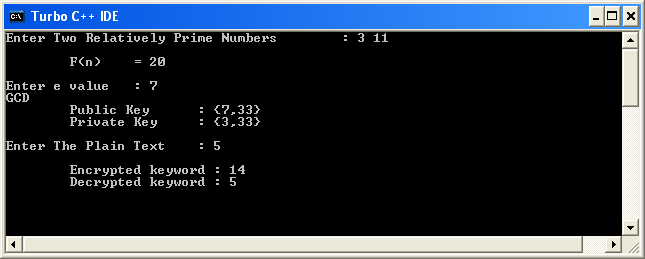 Turbo C++ IDE
Enter Two Relatively Prime Numbers : 3 11
F(n) = 20
Enter e value : 7
GCD
Public Key : {7,33}
Private Key : {3,33}
Enter The Plain Text : 5
Encrypted keyword : 14
Decrypted keyword : 5